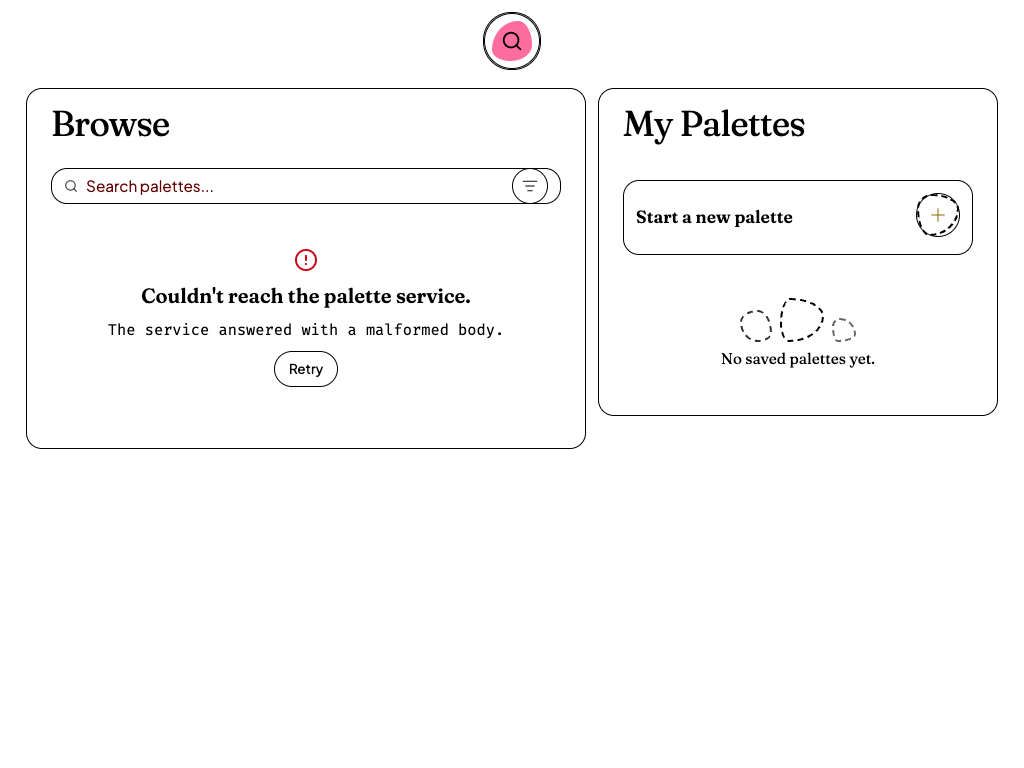 Browse
Search palettes...
Couldn't reach the palette service.
The service answered with a malformed body.
Retry
My Palettes
Start a new palette
No saved palettes yet.